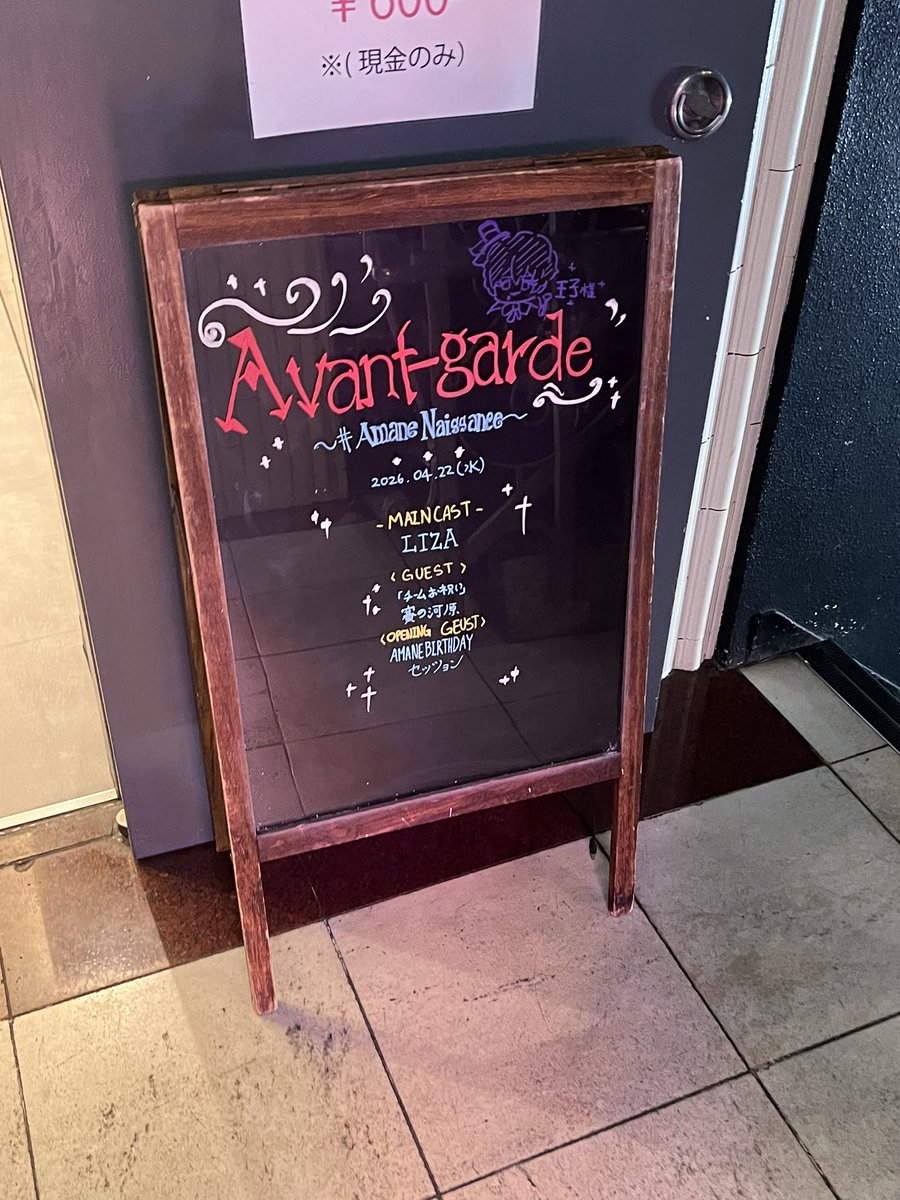 ¥600
※(現金のみ)
王子様
Avant-garde
～#Amane Naissance～
2026.04.22(水)
-MAIN CAST-
LIZA
<GUEST>
「チームお祝い」
賽の河原
<OPENING GEUST>
AMANE BIRTHDAY
セッション